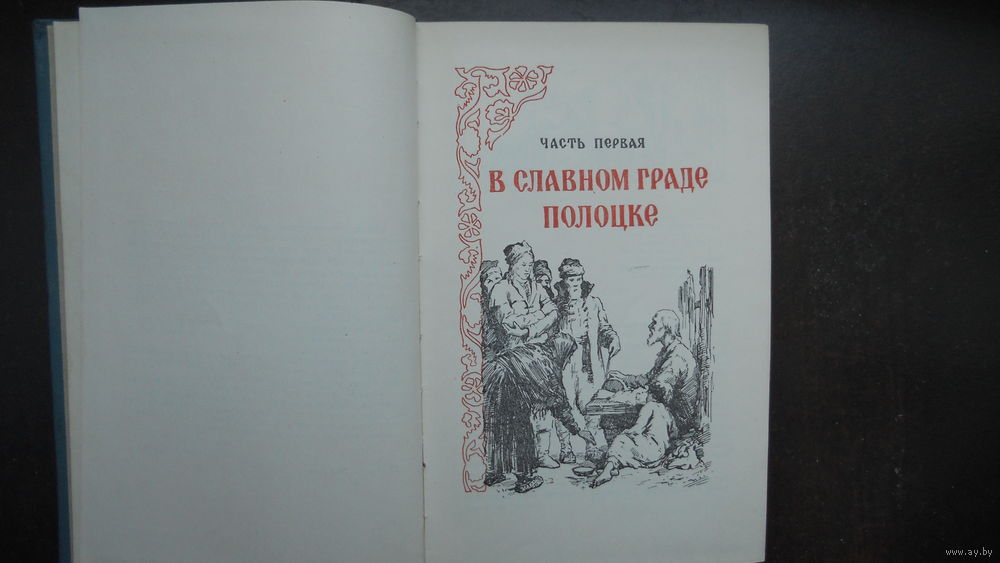 ЧАСТЬ ПЕРВАЯ
В СЛАВНОМ ГРАДЕ
ПОЛОЦКЕ
www.ay.by